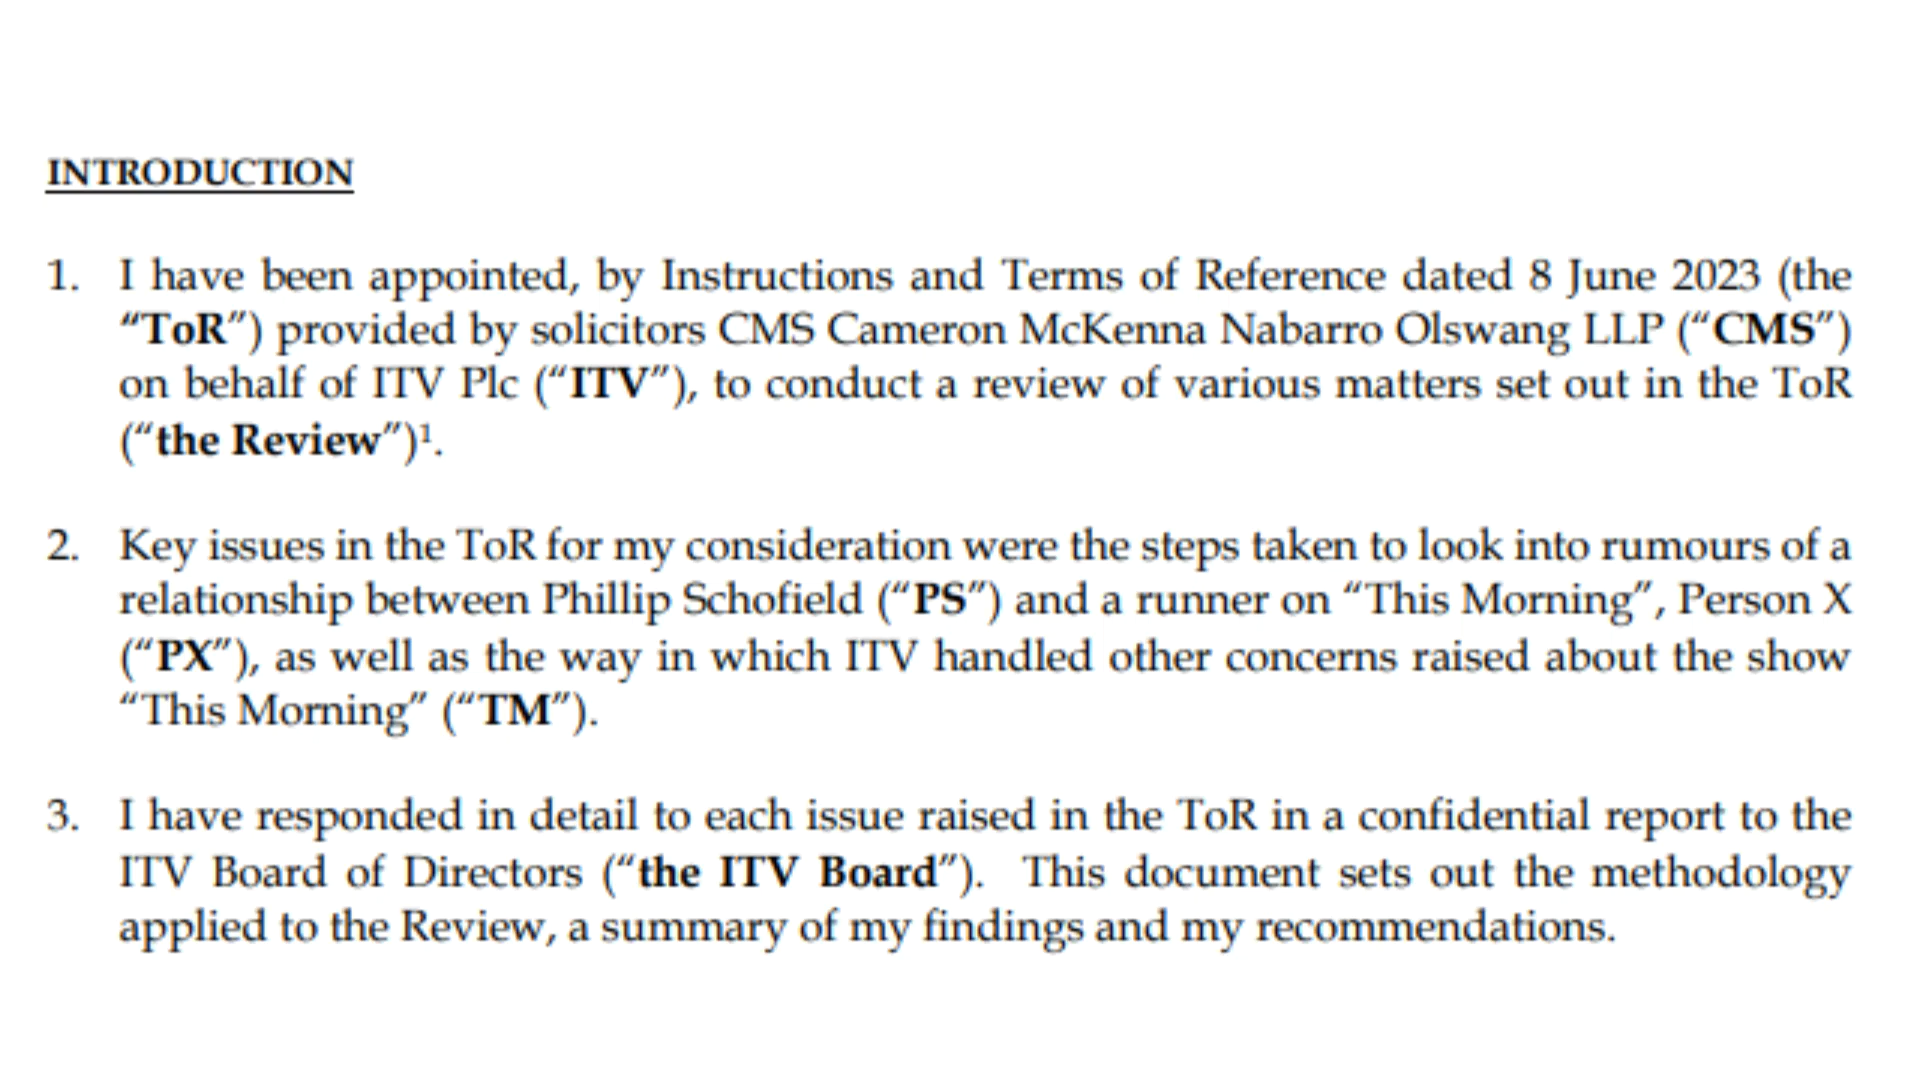 INTRODUCTION
1. I have been appointed, by Instructions and Terms of Reference dated 8 June 2023 (the
“ToR”) provided by solicitors CMS Cameron McKenna Nabarro Olswang LLP (“CMS”)
on behalf of ITV Plc (“ITV”), to conduct a review of various matters set out in the ToR
(“the Review”)¹.
2. Key issues in the ToR for my consideration were the steps taken to look into rumours of a
relationship between Phillip Schofield (“PS”) and a runner on “This Morning”, Person X
(“PX”), as well as the way in which ITV handled other concerns raised about the show
“This Morning” (“TM”).
3. I have responded in detail to each issue raised in the ToR in a confidential report to the
ITV Board of Directors (“the ITV Board”). This document sets out the methodology
applied to the Review, a summary of my findings and my recommendations.